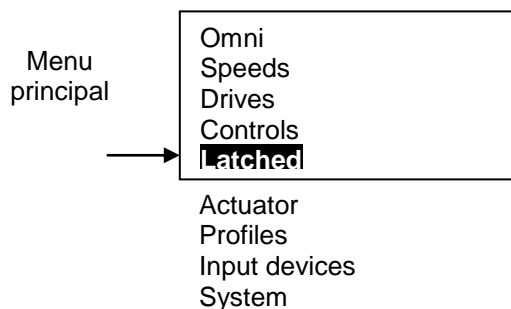 Menu
principal
Omni
Speeds
Drives
Controls
Latched
Actuator
Profiles
Input devices
System